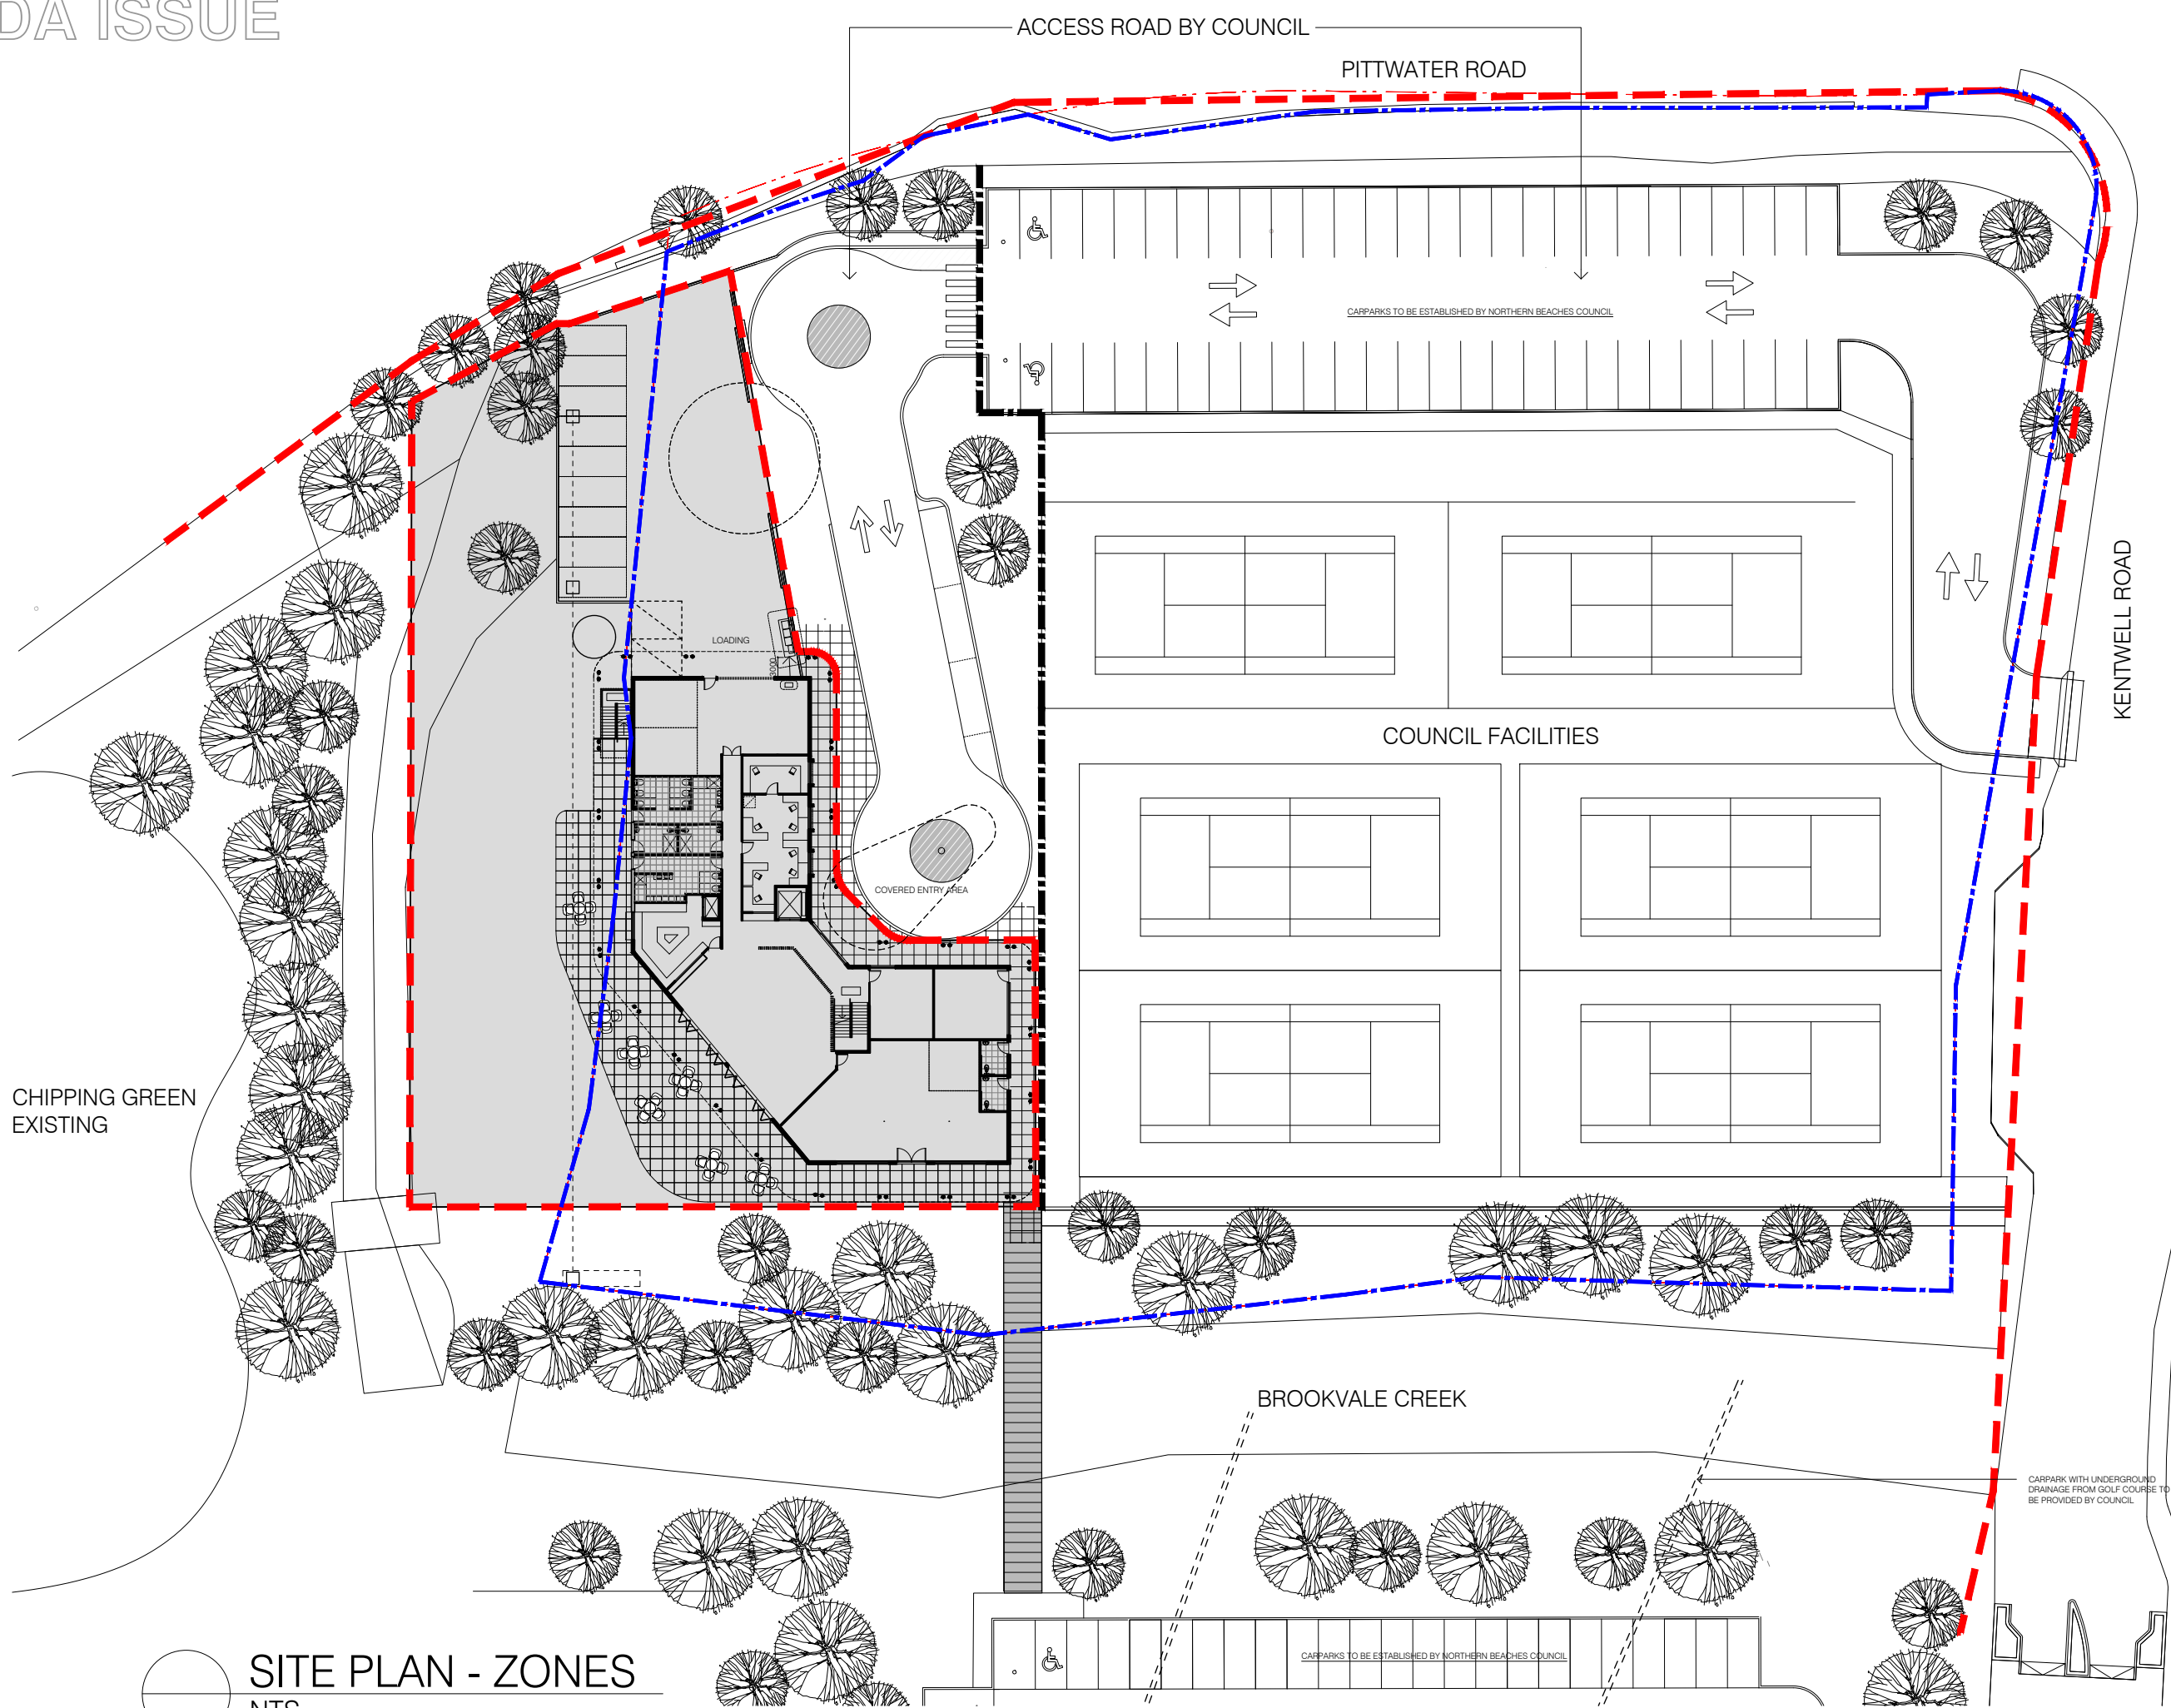 DA ISSUE
ACCESS ROAD BY COUNCIL
PITTWATER ROAD
CARPARKS TO BE ESTABLISHED BY NORTHERN BEACHES COUNCIL
KENTWELL ROAD
LOADING
3000
COUNCIL FACILITIES
COVERED ENTRY AREA
CHIPPING GREEN
EXISTING
BROOKVALE CREEK
CARPARK WITH UNDERGROUND
DRAINAGE FROM GOLF COURSE TO
BE PROVIDED BY COUNCIL
CARPARKS TO BE ESTABLISHED BY NORTHERN BEACHES COUNCIL
SITE PLAN - ZONES
NTS